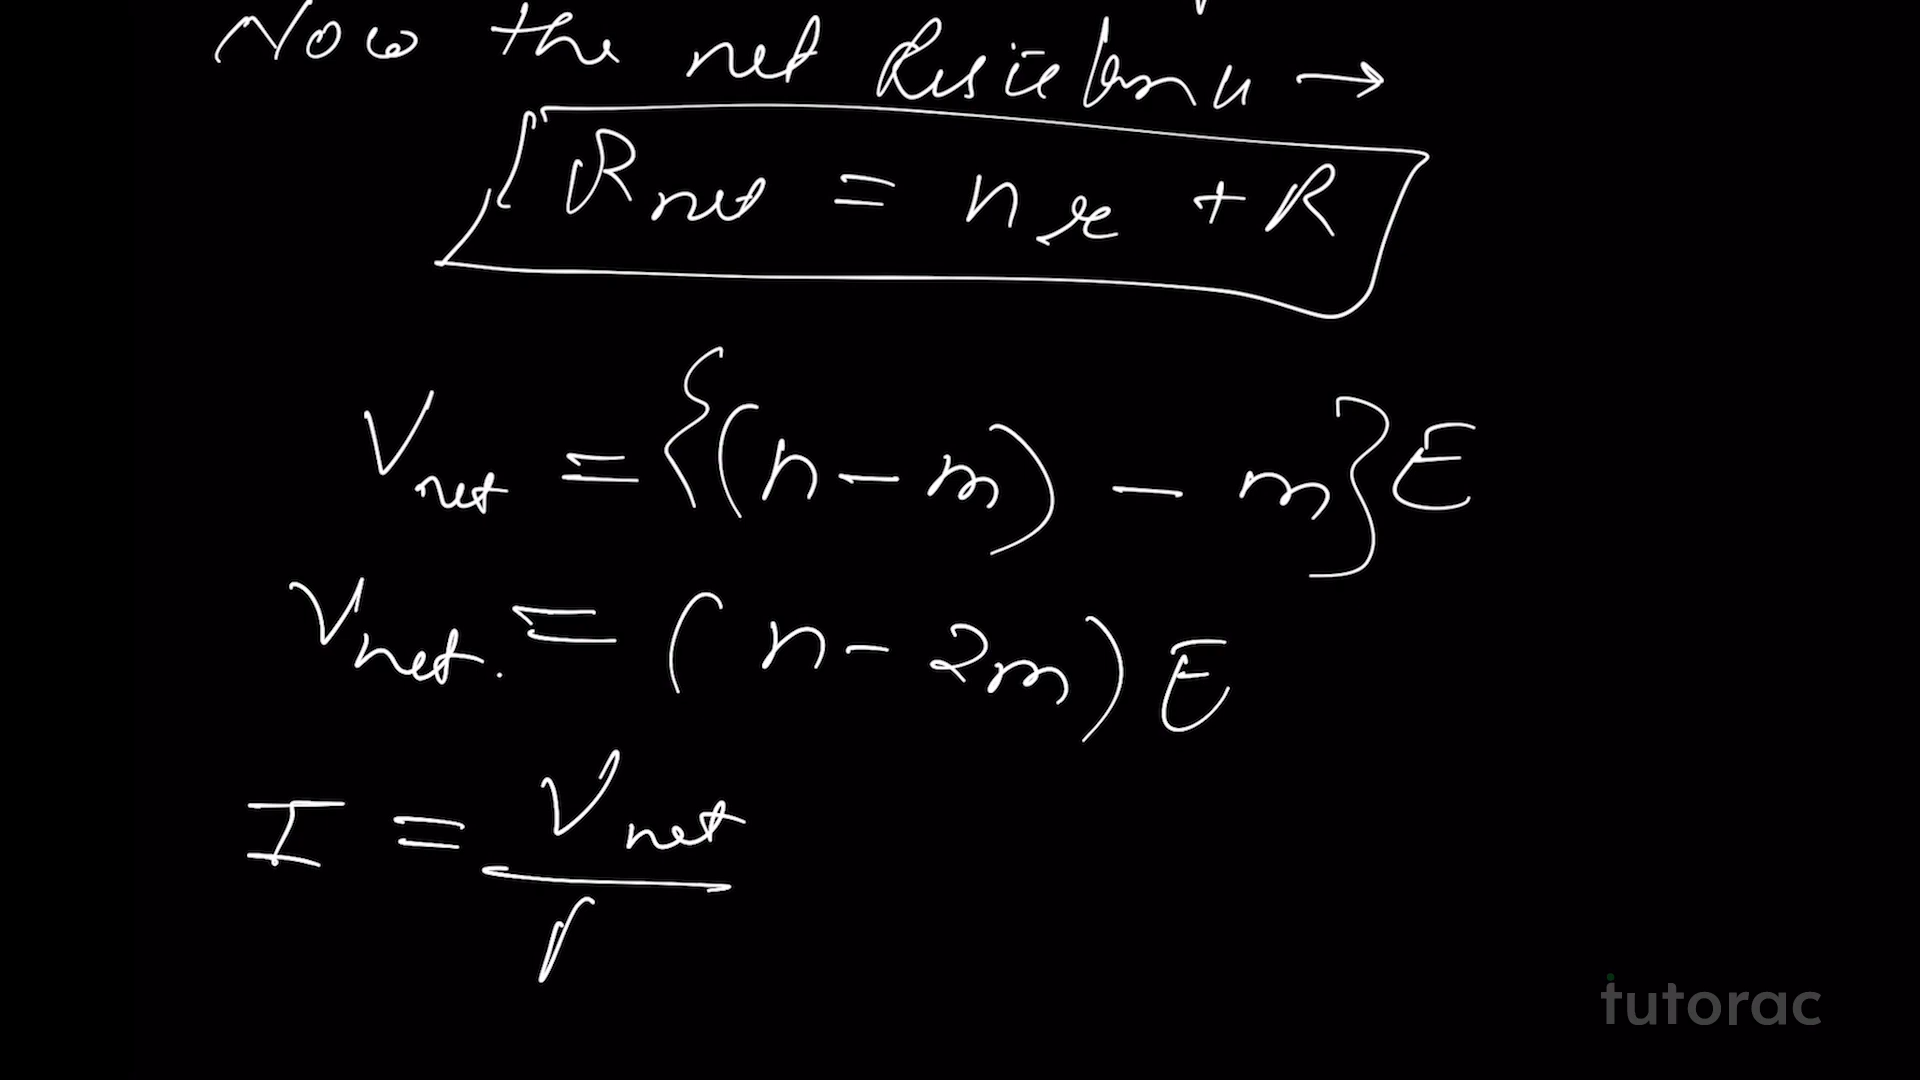 Now the net Resistance →
Rnet = nr + R
Vnet = {(n - m) - m} E
Vnet. = (n - 2m) E
I = Vnet / r
tutorac